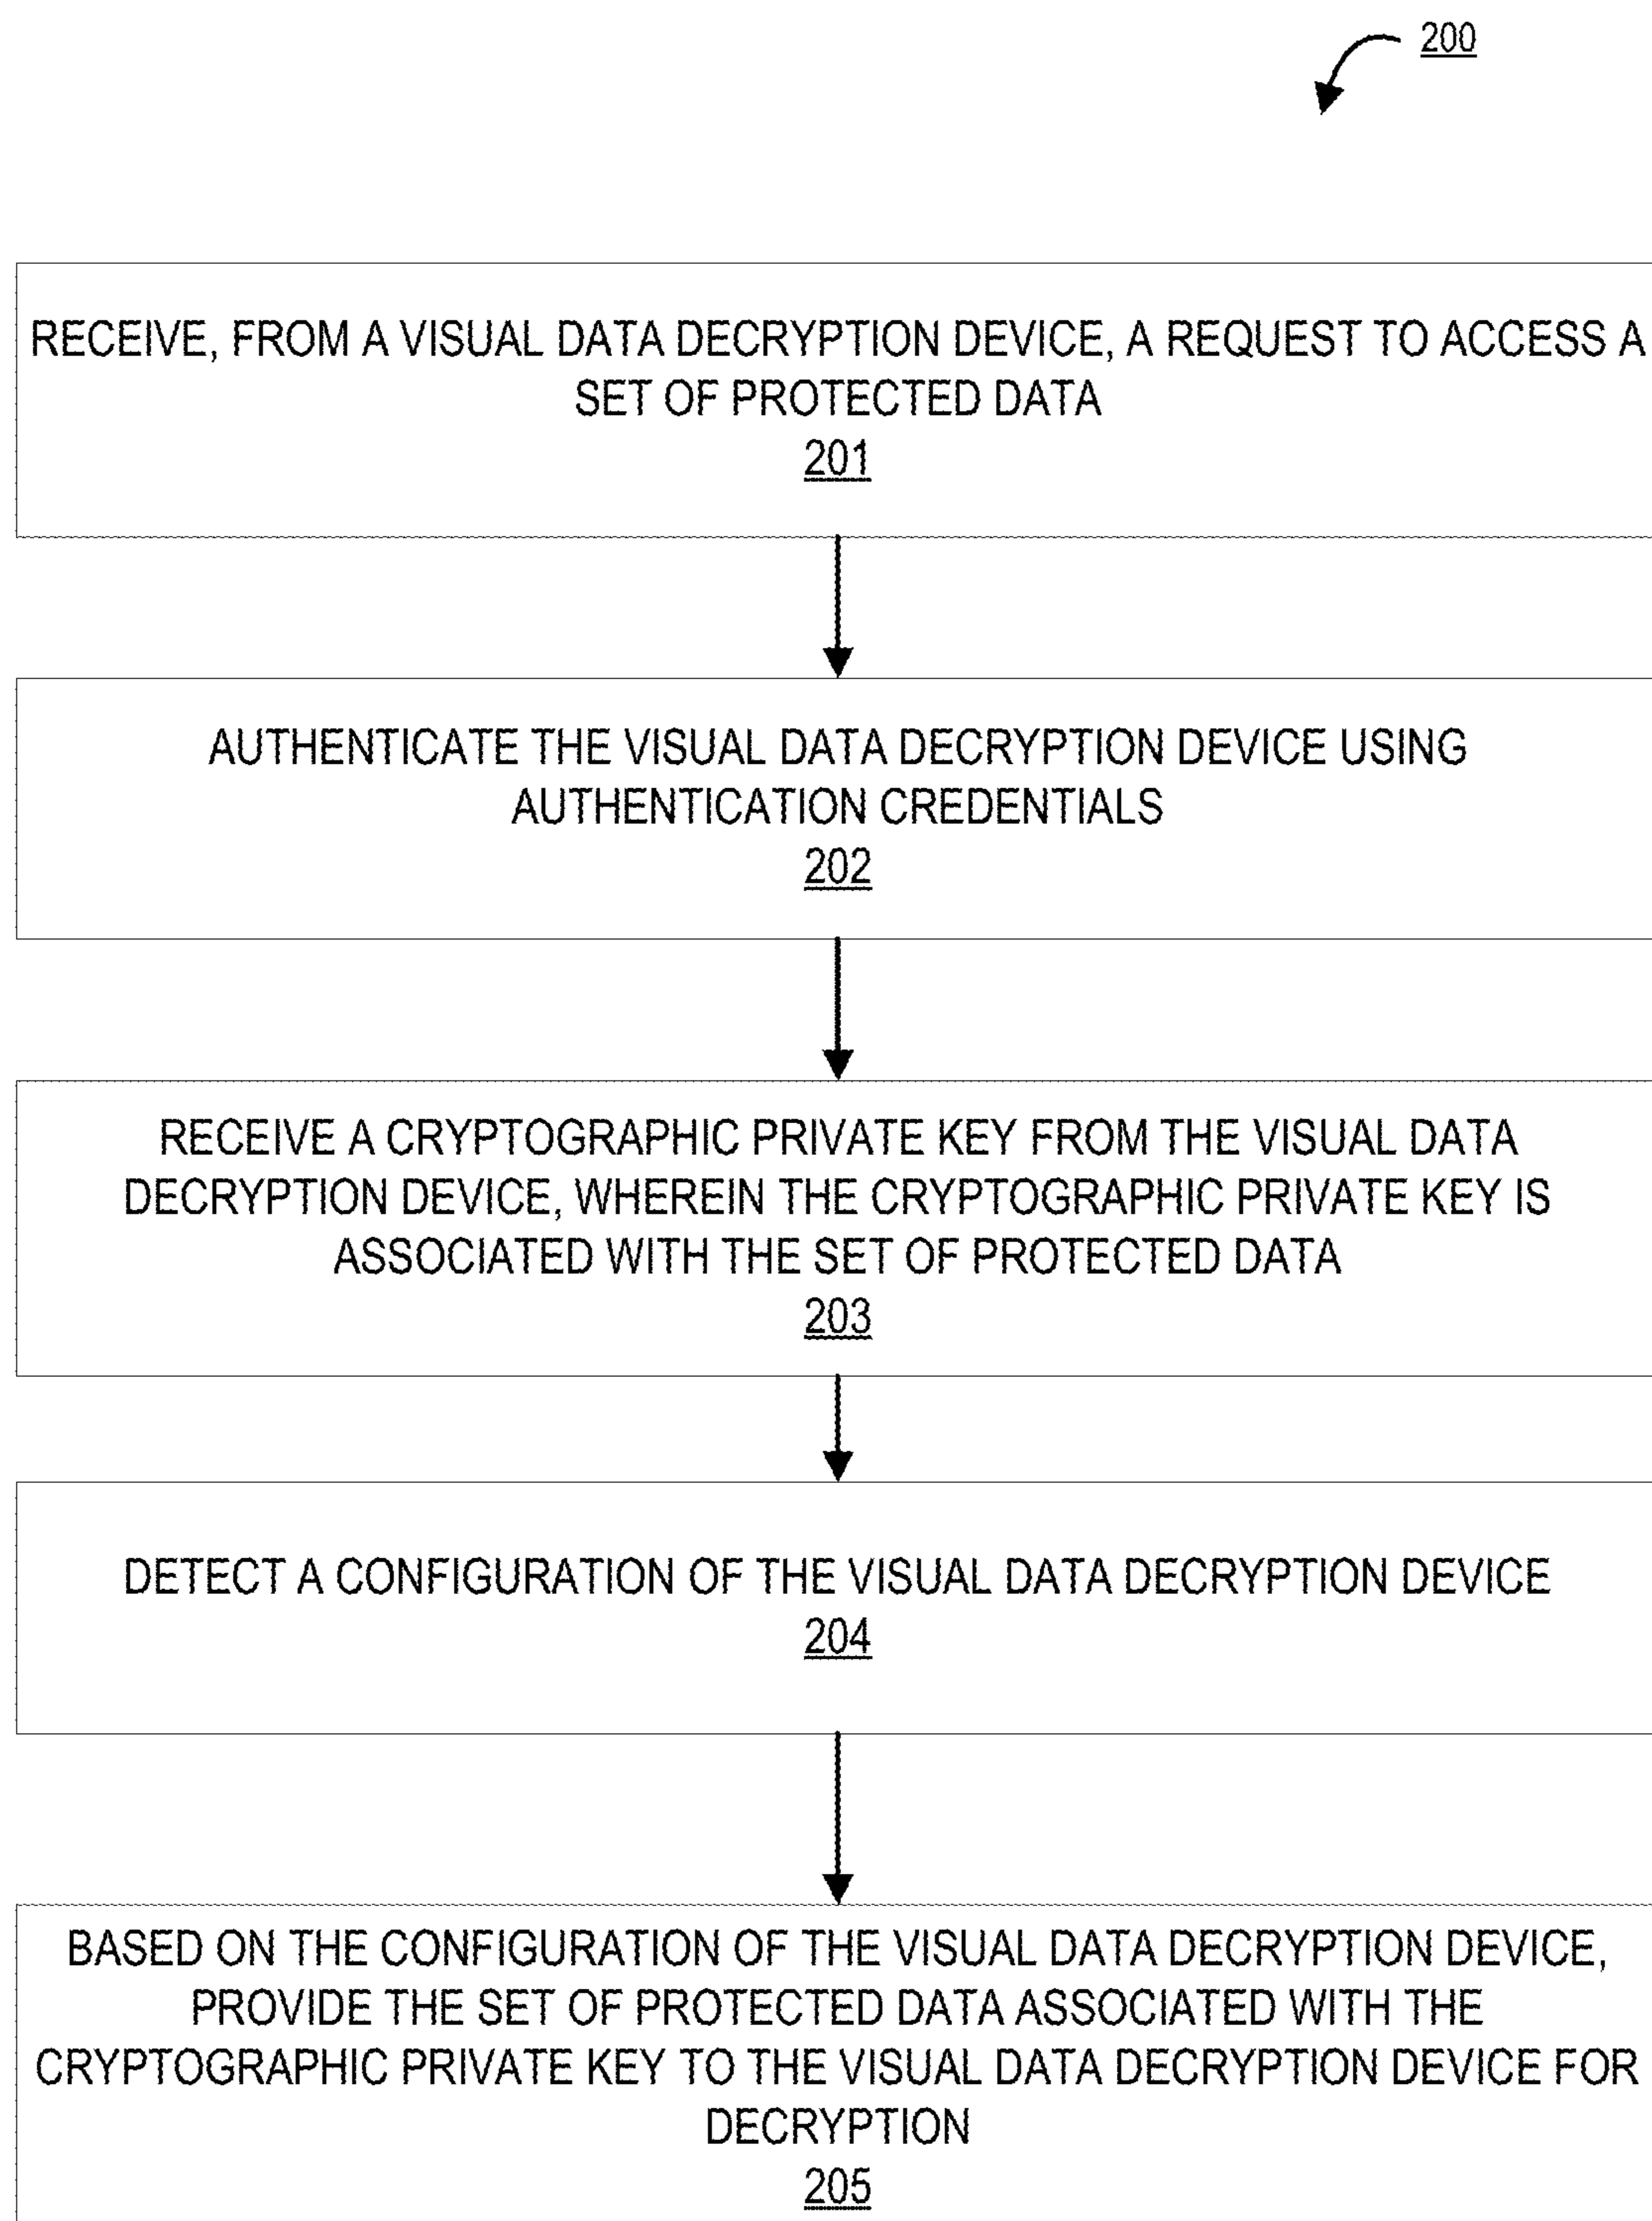 200
RECEIVE, FROM A VISUAL DATA DECRYPTION DEVICE, A REQUEST TO ACCESS A
SET OF PROTECTED DATA
201
AUTHENTICATE THE VISUAL DATA DECRYPTION DEVICE USING
AUTHENTICATION CREDENTIALS
202
RECEIVE A CRYPTOGRAPHIC PRIVATE KEY FROM THE VISUAL DATA
DECRYPTION DEVICE, WHEREIN THE CRYPTOGRAPHIC PRIVATE KEY IS
ASSOCIATED WITH THE SET OF PROTECTED DATA
203
DETECT A CONFIGURATION OF THE VISUAL DATA DECRYPTION DEVICE
204
BASED ON THE CONFIGURATION OF THE VISUAL DATA DECRYPTION DEVICE,
PROVIDE THE SET OF PROTECTED DATA ASSOCIATED WITH THE
CRYPTOGRAPHIC PRIVATE KEY TO THE VISUAL DATA DECRYPTION DEVICE FOR
DECRYPTION
205